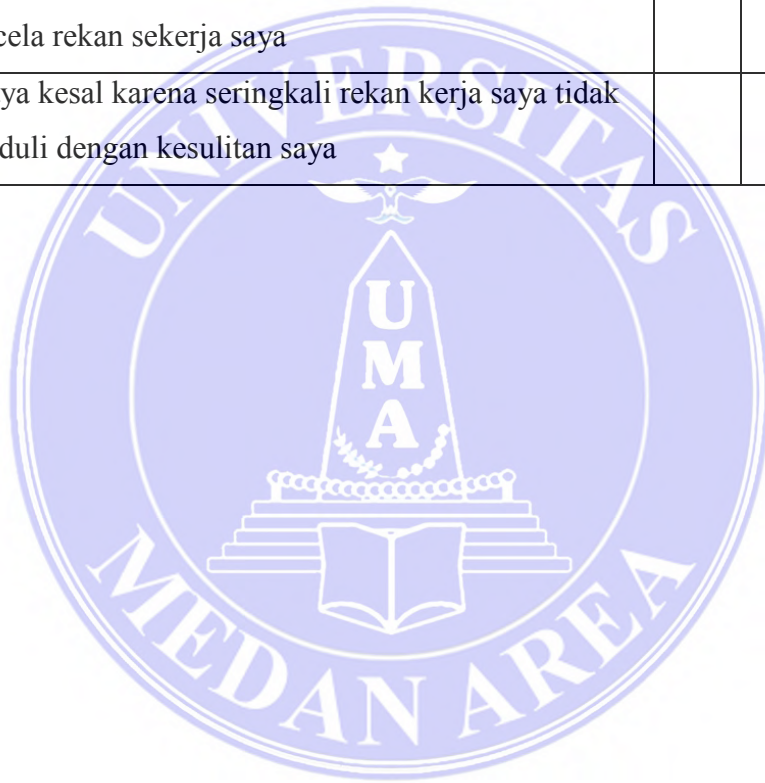 cela rekan sekerja saya
ya kesal karena seringkali rekan kerja saya tidak
duli dengan kesulitan saya
UNIVERSITAS
U
M
A
MEDAN AREA